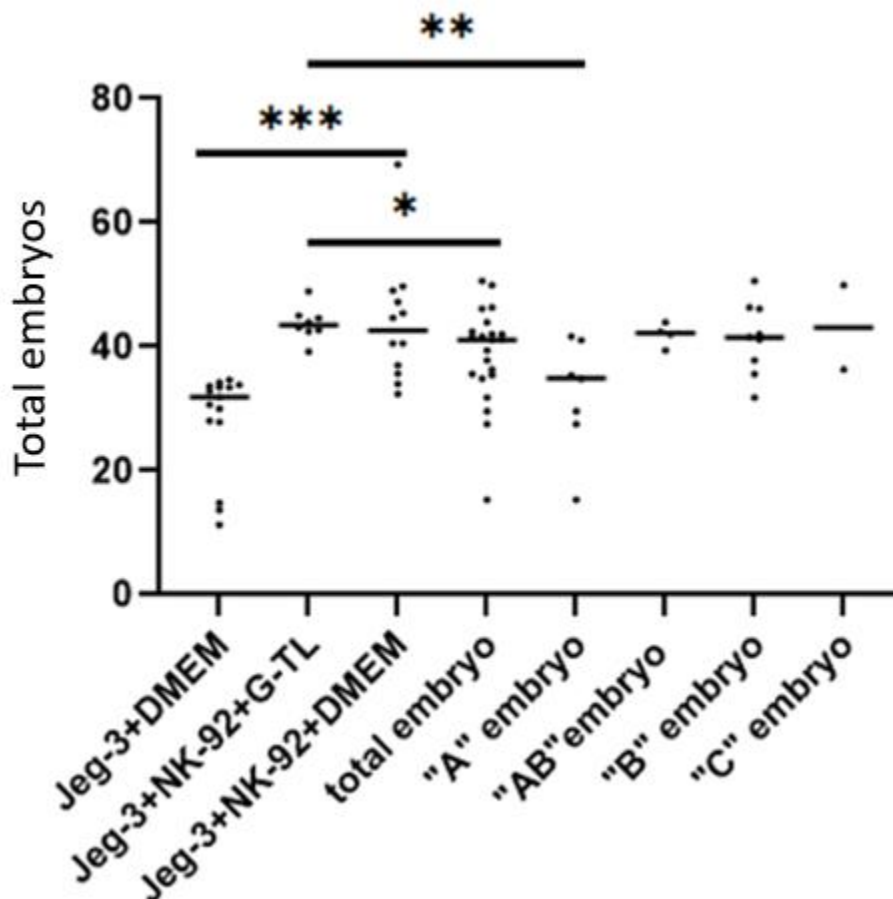 **
80
***
60
*
40
20
0
Total embryos
Jeg-3+DMEM
Jeg-3+NK-92+G-TL
Jeg-3+NK-92+DMEM
total embryo
"A" embryo
"AB"embryo
"B" embryo
"C" embryo